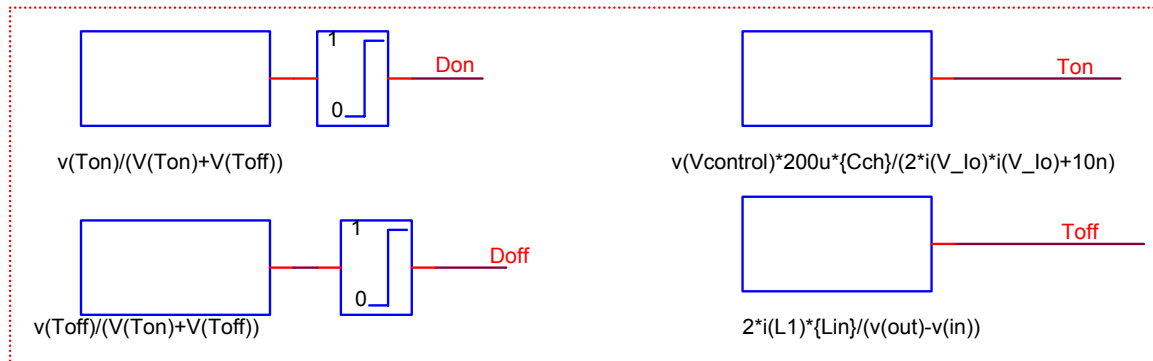 1
0
Don
v(Ton)/(V(Ton)+V(Toff))
Ton
v(Vcontrol)*200u*{Cch}/(2*i(V_Io)*i(V_Io)+10n)
1
0
Doff
v(Toff)/(V(Ton)+V(Toff))
Toff
2*i(L1)*{Lin}/(v(out)-v(in))